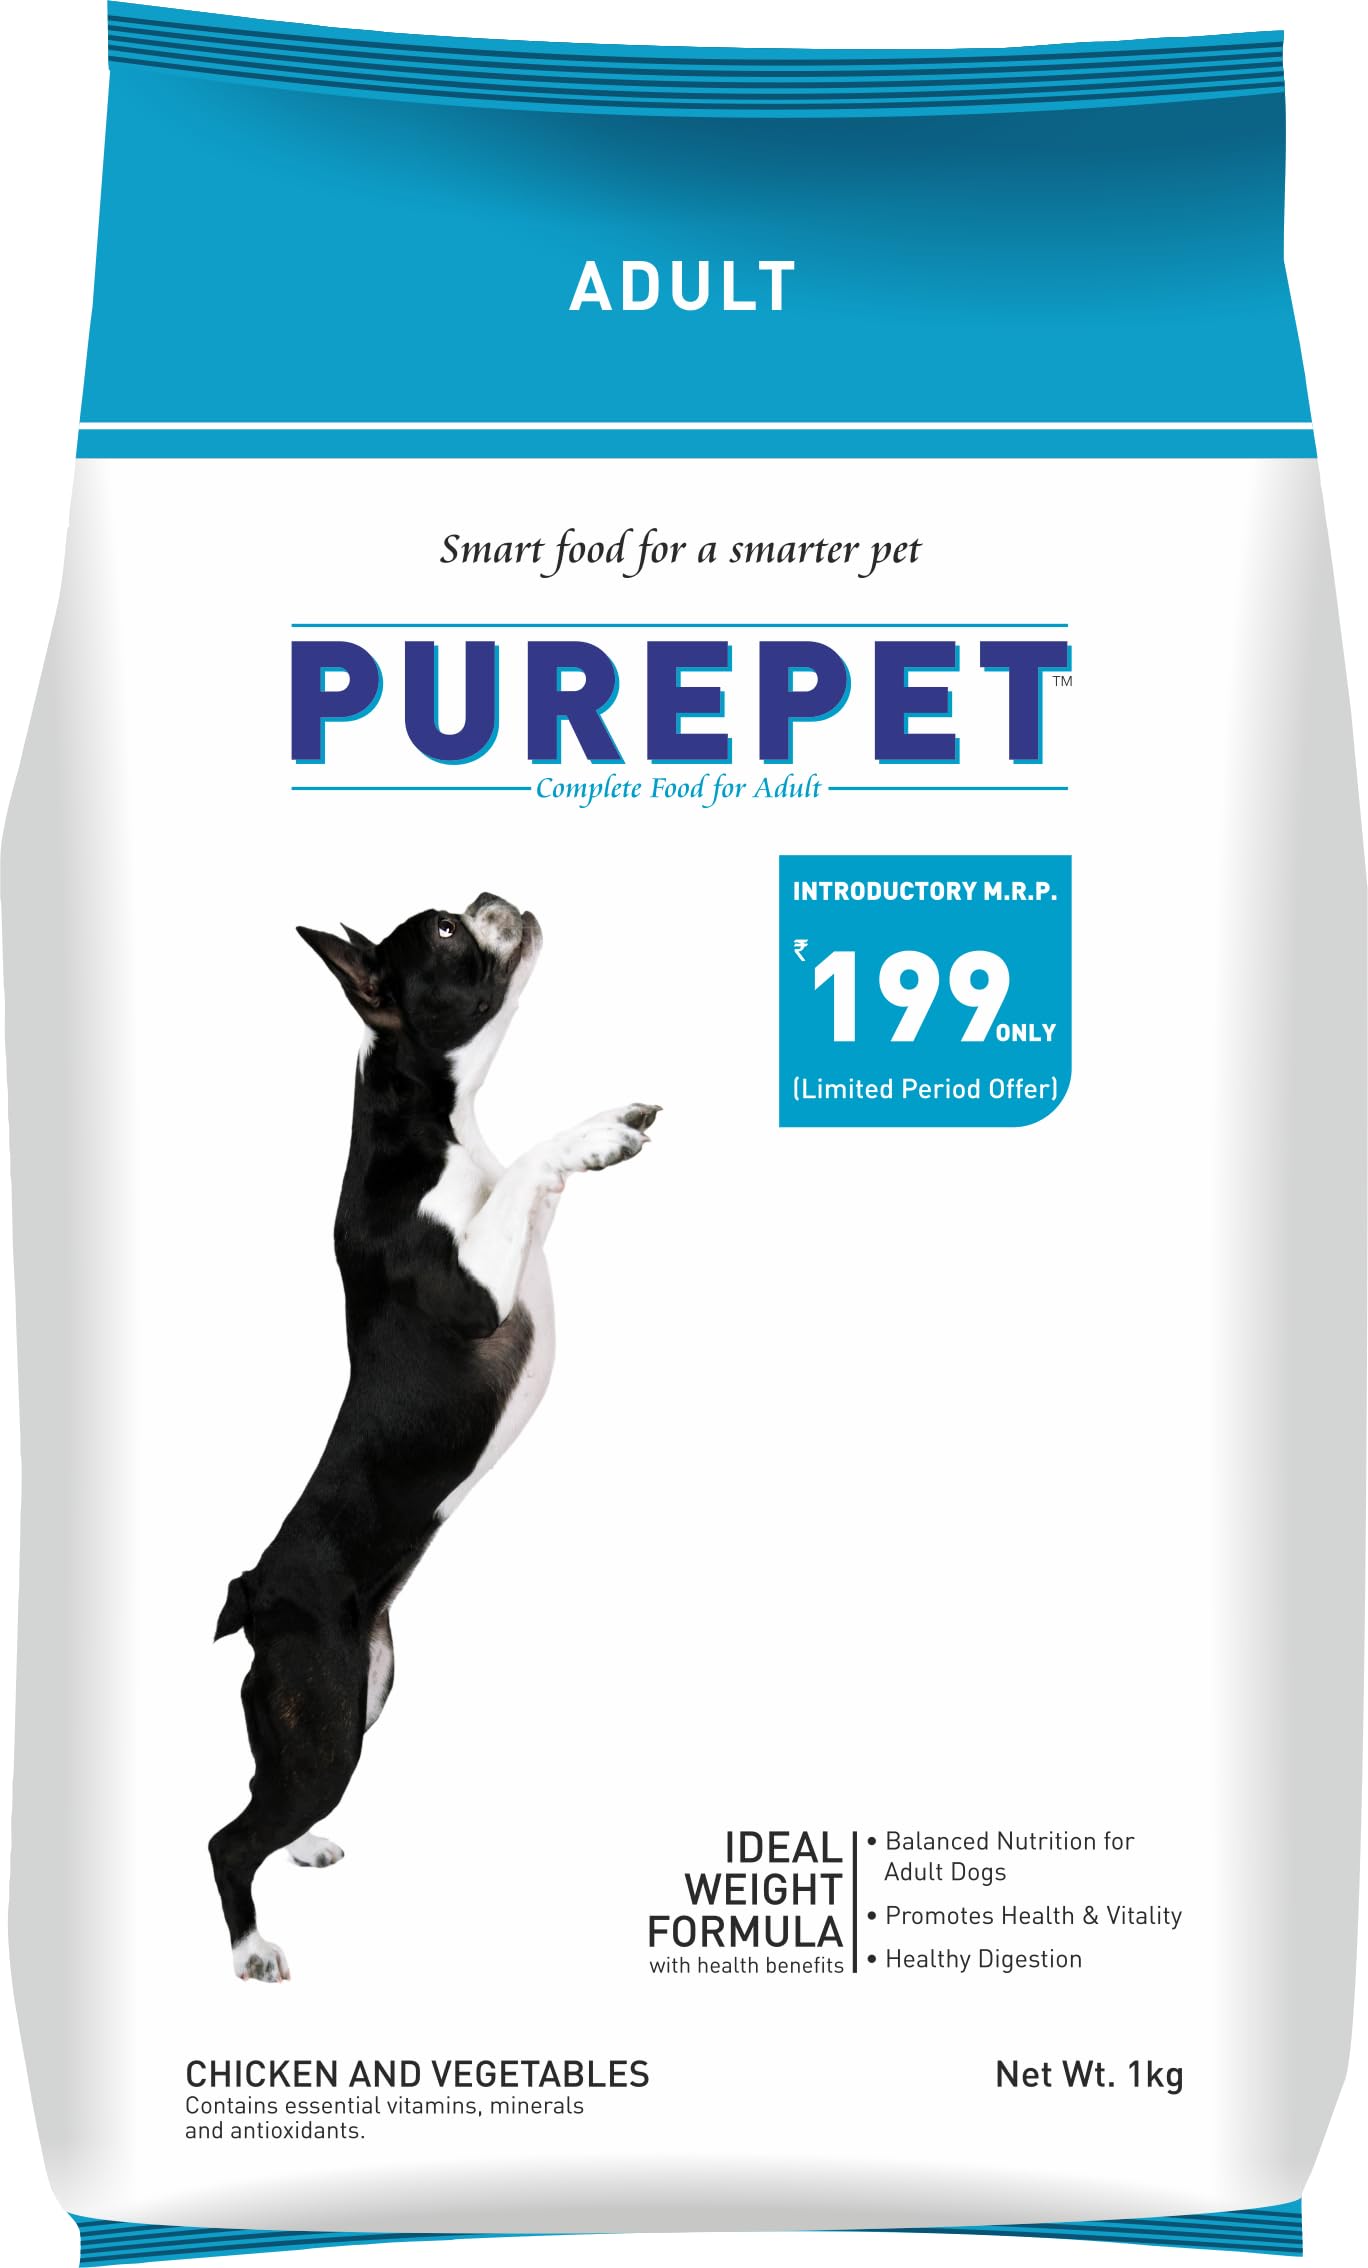 ADULT
Smart food for a smarter pet
PUREPET™
Complete Food for Adult
INTRODUCTORY M.R.P.
₹199 ONLY
(Limited Period Offer)
IDEAL
WEIGHT
FORMULA
with health benefits
• Balanced Nutrition for
Adult Dogs
• Promotes Health & Vitality
• Healthy Digestion
CHICKEN AND VEGETABLES
Contains essential vitamins, minerals
and antioxidants.
Net Wt. 1kg